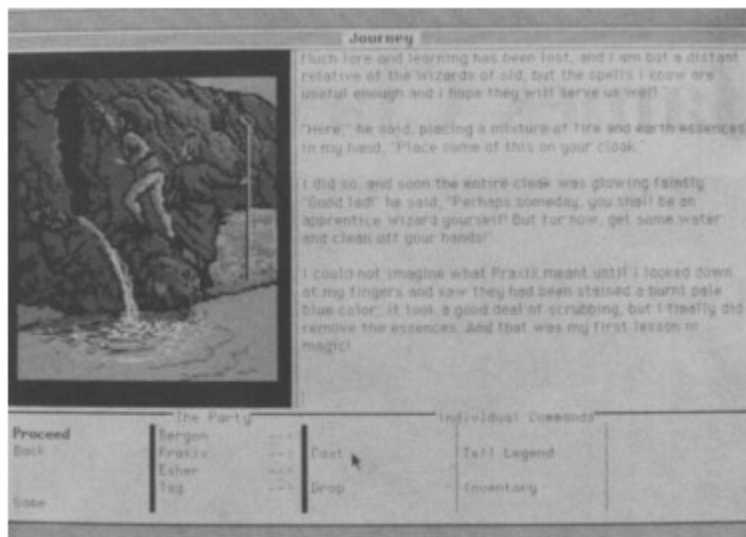 Journey
Much lore and learning has been lost, and I am but a distant
relative of the Wizards of old, but the spells I know are
useful enough and I hope they will serve us well."
"Here," he said, placing a mixture of fire and earth essences
in my hand, "Place some of this on your cloak."
I did so, and soon the entire cloak was glowing faintly.
"Good lad!" he said, "Perhaps someday, you shall be an
apprentice Wizard yourself! But for now, get some water
and clean off your hands!"
I could not imagine what Praxix meant until I looked down
at my fingers and saw they had been stained a burnt pale
blue color. It took a good deal of scrubbing, but I finally did
remove the essences. And that was my first lesson in
magic!
The Party Individual Commands
Proceed Bergon -->
Back Praxix --> Cast Tell Legend
Esher -->
Tag --> Drop Inventory
Game